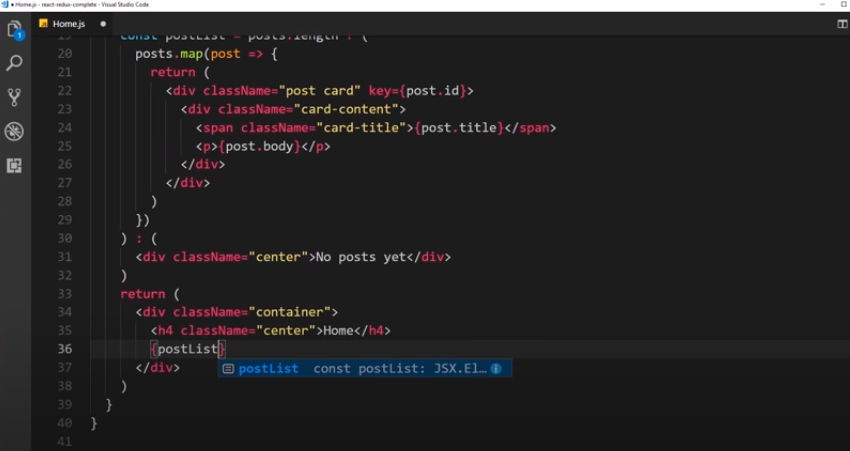 ● Home.js - react-redux-complete - Visual Studio Code
Home.js ●
1
19 const postList = posts.length ? (
20 posts.map(post => {
21 return (
22 <div className="post card" key={post.id}>
23 <div className="card-content">
24 <span className="card-title">{post.title}</span>
25 <p>{post.body}</p>
26 </div>
27 </div>
28 )
29 })
30 ) : (
31 <div className="center">No posts yet</div>
32 )
33 return (
34 <div className="container">
35 <h4 className="center">Home</h4>
36 {postList}
postList const postList: JSX.El…
37 </div>
38 )
39 }
40 }
41